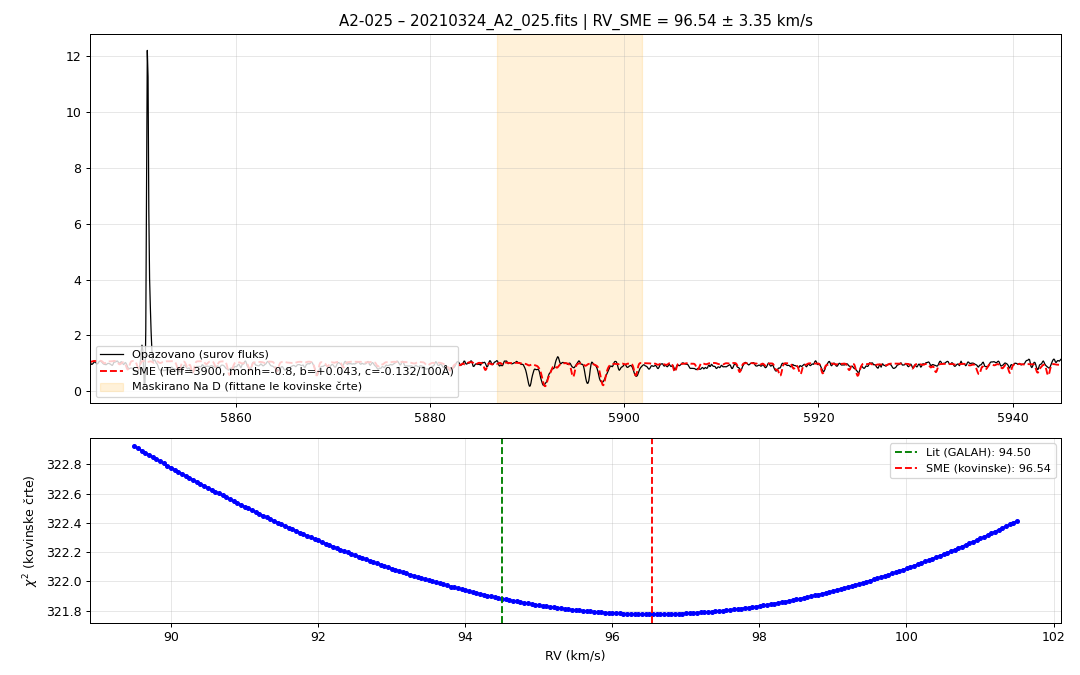 A2-025 – 20210324_A2_025.fits | RV_SME = 96.54 ± 3.35 km/s
12
10
8
6
4
2
0
Opazovano (surov fluks)
SME (Teff=3900, monh=-0.8, b=+0.043, c=-0.132/100Å)
Maskirano Na D (fittane le kovinske črte)
5860 5880 5900 5920 5940
χ² (kovinske črte)
322.8
322.6
322.4
322.2
322.0
321.8
Lit (GALAH): 94.50
SME (kovinske): 96.54
90 92 94 96 98 100 102
RV (km/s)